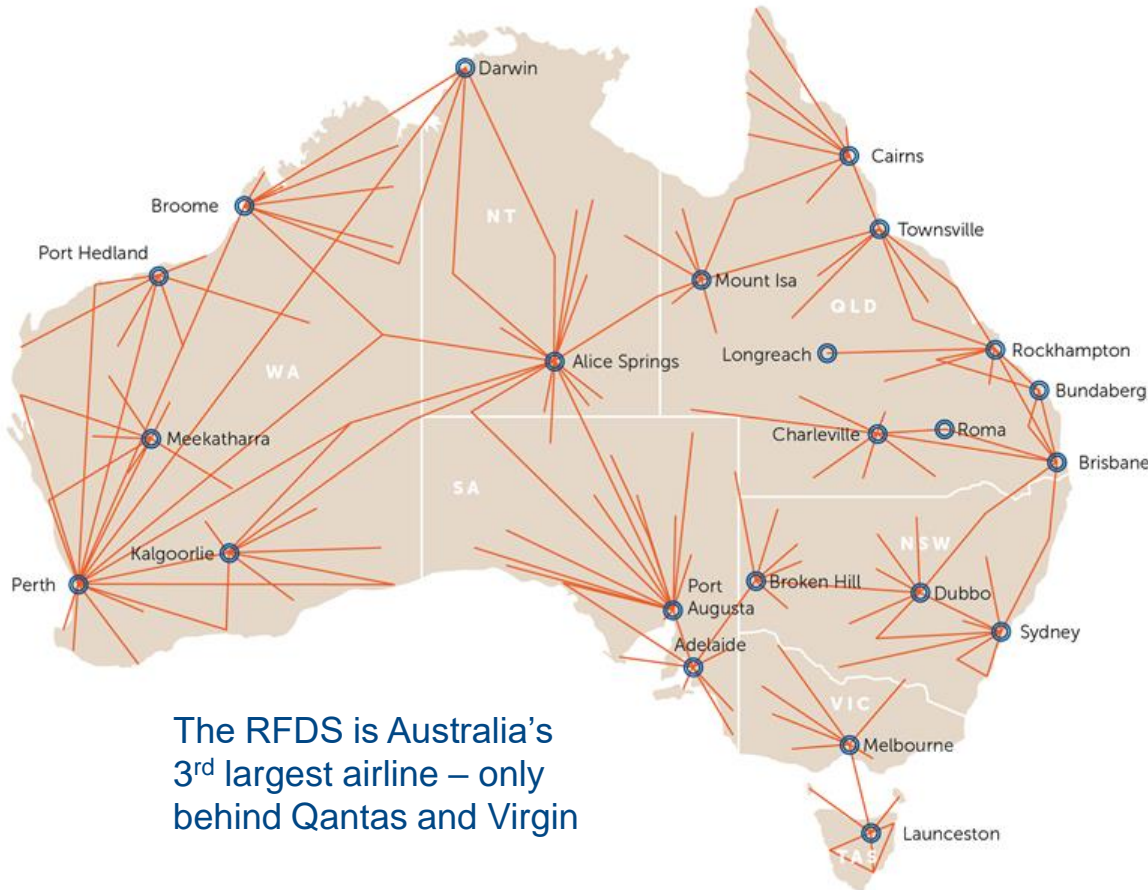 Darwin
Cairns
Broome
NT
Townsville
Port Hedland
Mount Isa
QLD
Longreach
Rockhampton
Alice Springs
WA
Bundaberg
Meekatharra
Charleville
Roma
Brisbane
SA
NSW
Kalgoorlie
Perth
Port
Augusta
Broken Hill
Dubbo
Sydney
Adelaide
VIC
The RFDS is Australia’s
3rd largest airline – only
behind Qantas and Virgin
Melbourne
Launceston
TAS